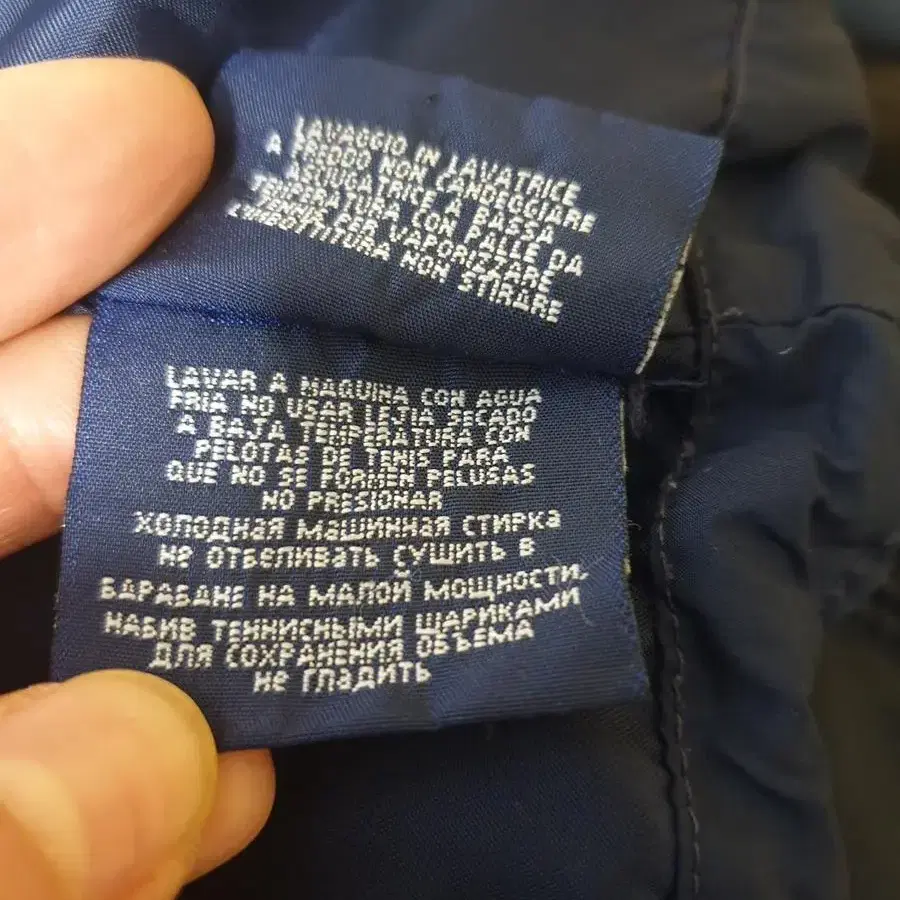 LAVAGGIO IN LAVATRICE
A FREDDO NON CANDEGGIARE
ASCIUGATRICE A BASSA
TEMPERATURA CON PALLE DA
TENNIS PER VAPORIZZARE
L'IMBOTTITURA NON STIRARE
LAVAR A MAQUINA CON AGUA
FRIA NO USAR LEJIA SECADO
A BAJA TEMPERATURA CON
PELOTAS DE TENIS PARA
QUE NO SE FORMEN PELUSAS
NO PRESIONAR
ХОЛОДНАЯ МАШИННАЯ СТИРКА
НЕ ОТБЕЛИВАТЬ СУШИТЬ В
БАРАБАНЕ НА МАЛОЙ МОЩНОСТИ,
НАБИВ ТЕННИСНЫМИ ШАРИКАМИ
ДЛЯ СОХРАНЕНИЯ ОБЪЕМА
НЕ ГЛАДИТЬ